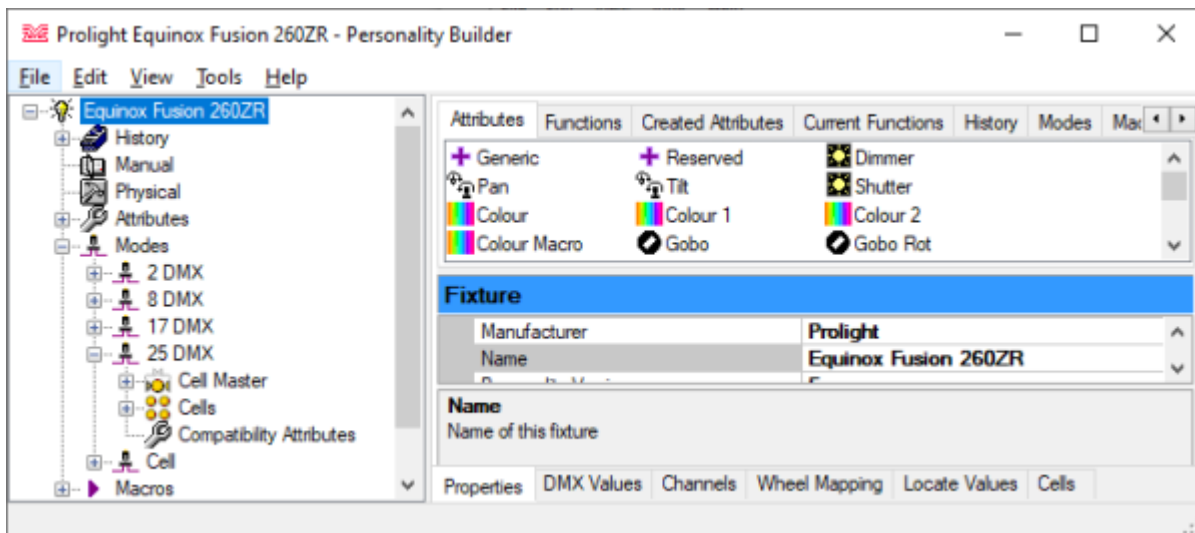 Prolight Equinox Fusion 260ZR - Personality Builder
File Edit View Tools Help
Equinox Fusion 260ZR
History
Manual
Physical
Attributes
Modes
2 DMX
8 DMX
17 DMX
25 DMX
Cell Master
Cells
Compatibility Attributes
Cell
Macros
Attributes Functions Created Attributes Current Functions History Modes
Generic Reserved Dimmer
Pan Tilt Shutter
Colour Colour 1 Colour 2
Colour Macro Gobo Gobo Rot
Fixture
Manufacturer Prolight
Name Equinox Fusion 260ZR
Name
Name of this fixture
Properties DMX Values Channels Wheel Mapping Locate Values Cells